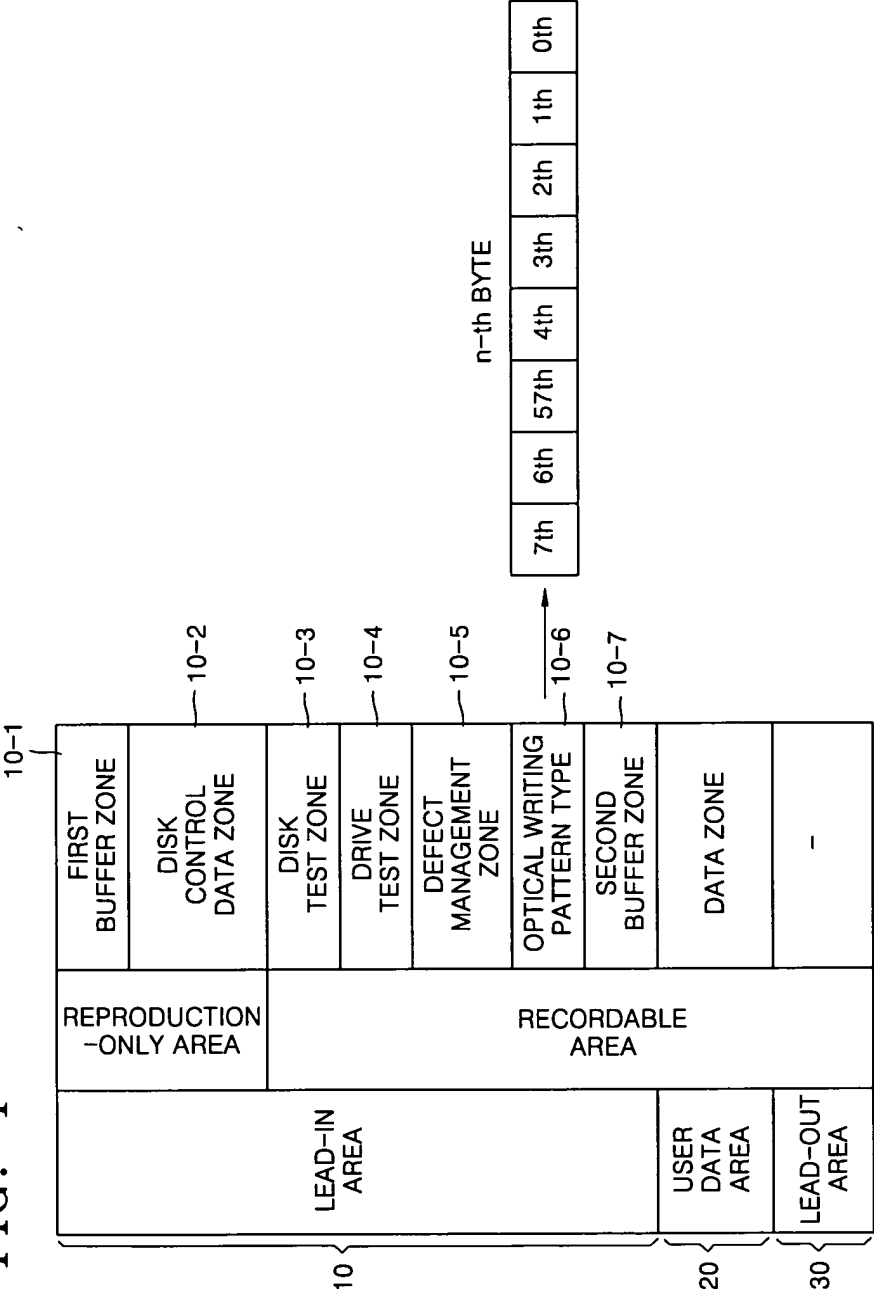 FIG.
10
20
30
LEAD-IN
AREA
USER
DATA
AREA
LEAD-OUT
AREA
REPRODUCTION
-ONLY AREA
RECORDABLE
AREA
FIRST
BUFFER ZONE
DISK
CONTROL
DATA ZONE
DISK
TEST ZONE
DRIVE
TEST ZONE
DEFECT
MANAGEMENT
ZONE
OPTICAL WRITING
PATTERN TYPE
SECOND
BUFFER ZONE
DATA ZONE
-
10-1
10-2
10-3
10-4
10-5
10-6
10-7
n-th BYTE
7th 6th 57th 4th 3th 2th 1th 0th